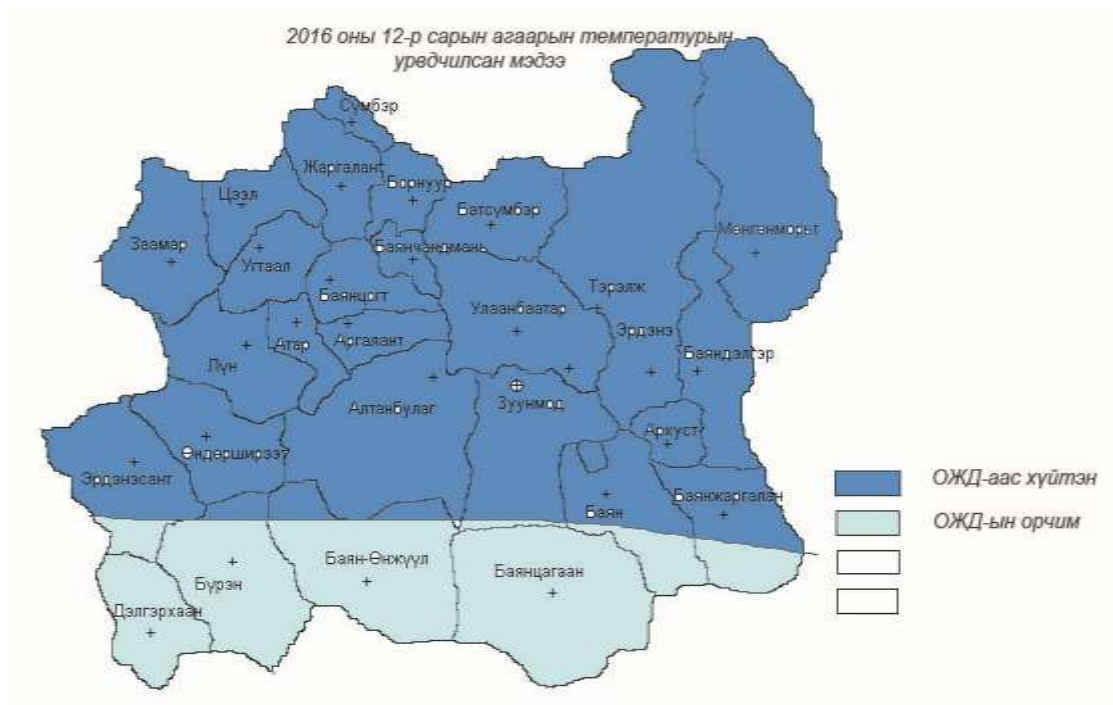 2016 оны 12-р сарын агаарын температурын
урвдчилсан мэдээ
Сүмбэр
Жаргалант
Борнуур
Цээл
Батсүмбэр
Мөнгөнморьт
Заамар
Баянчандмань
Угтаал
Тэрэлж
Баянцогт
Улаанбаатар
Эрдэнэ
Атар
Аргалант
Баяндэлгэр
Лүн
Алтанбулаг
Зуунмод
Архуст
Өндерширээт
Эрдэнэсант
ОЖД-аас хүйтэн
Баянжаргалан
Баян
ОЖД-ын орчим
Баян-Өнжүүл
Баянцагаан
Бүрэн
Дэлгэрхаан